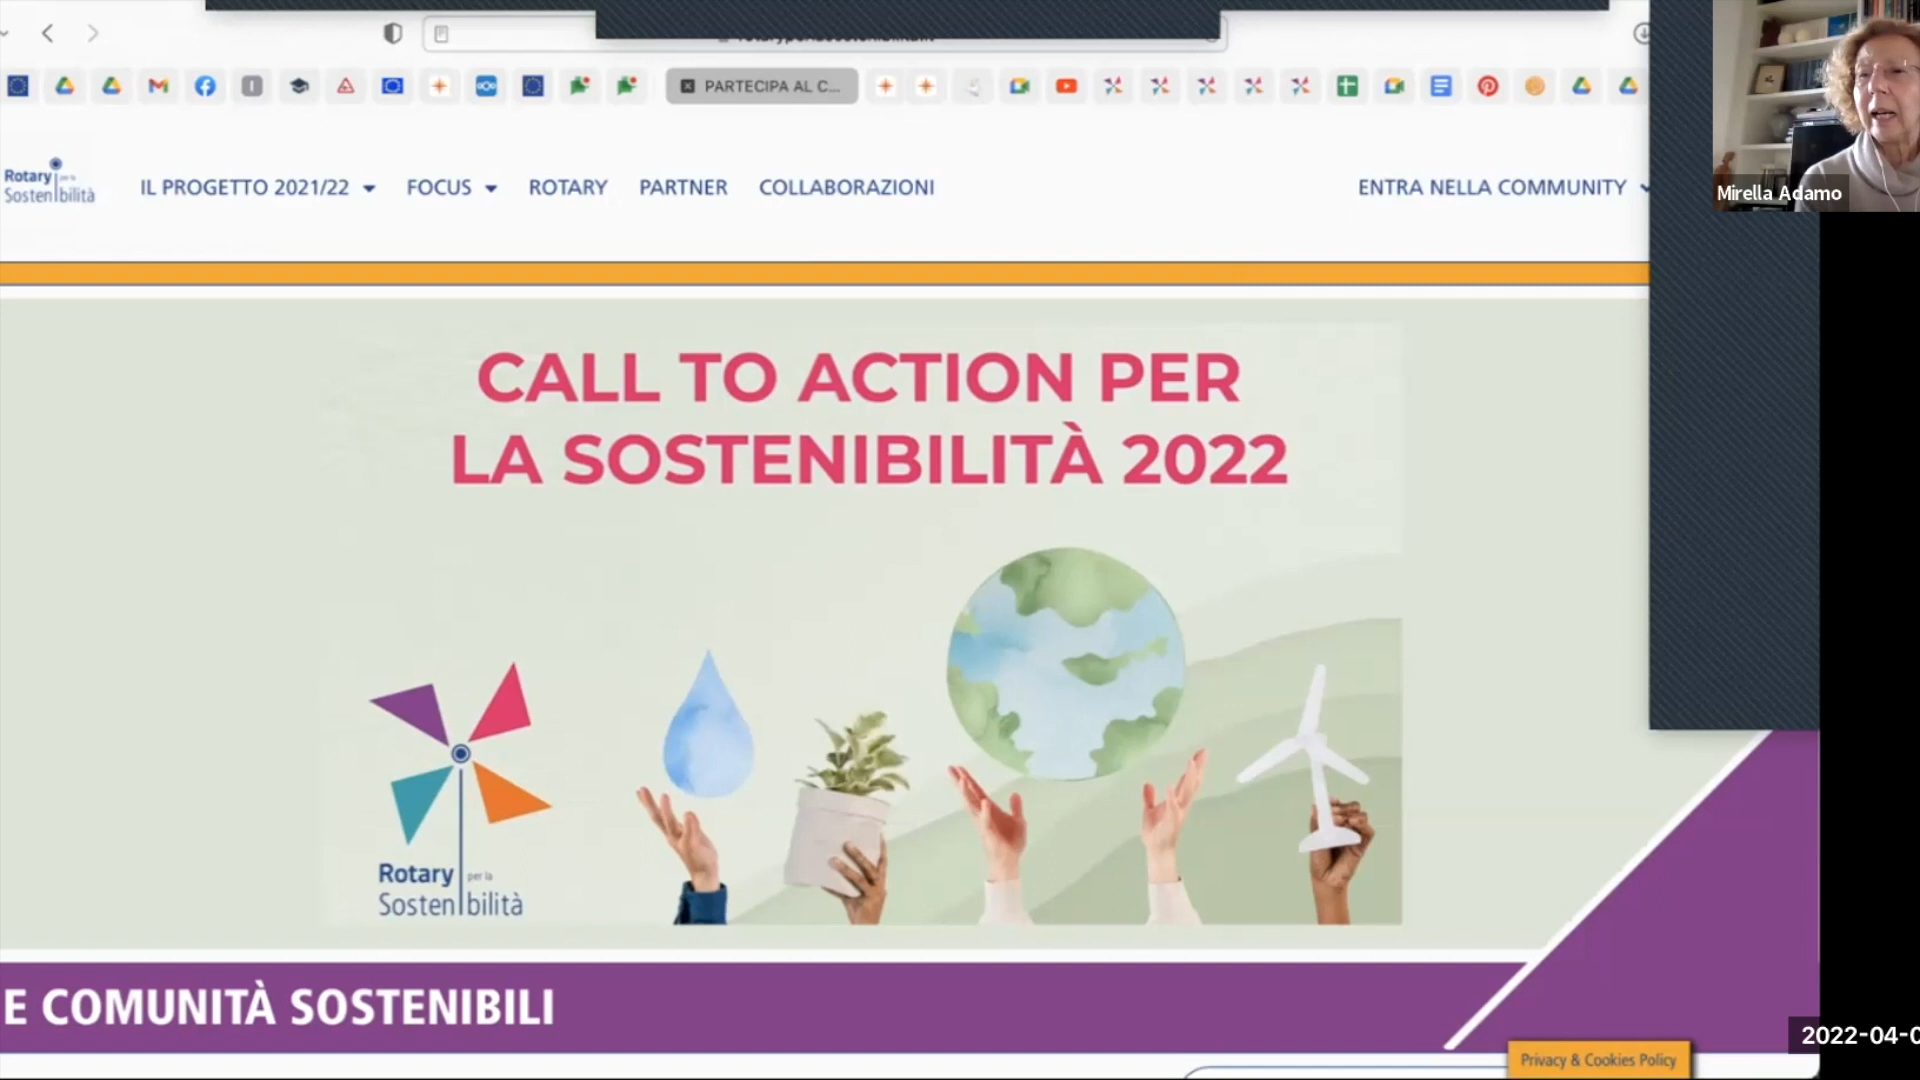 PARTECIPA AL C...
Rotary per la
Sostenibilità
IL PROGETTO 2021/22
FOCUS
ROTARY
PARTNER
COLLABORAZIONI
ENTRA NELLA COMMUNITY
Mirella Adamo
CALL TO ACTION PER
LA SOSTENIBILITÀ 2022
Rotary per la
Sostenibilità
E COMUNITÀ SOSTENIBILI
2022-04-0
Privacy & Cookies Policy